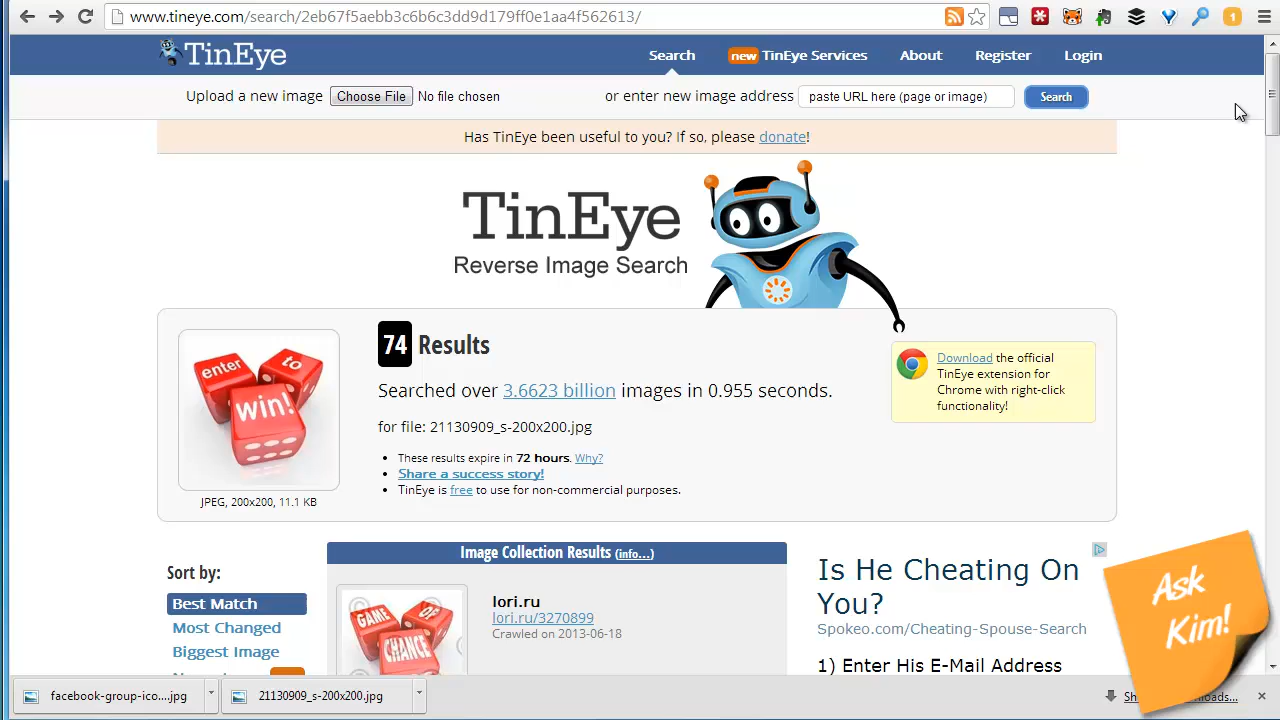 www.tineye.com/search/2eb67f5aebb3c6b6c3dd9d179ff0e1aa4f562613/
TinEye
Search
new TinEye Services
About
Register
Login
Upload a new image Choose File No file chosen
or enter new image address paste URL here (page or image) Search
Has TinEye been useful to you? If so, please donate!
TinEye
Reverse Image Search
enter
to
win!
JPEG, 200x200, 11.1 KB
74 Results
Searched over 3.6623 billion images in 0.955 seconds.
for file: 21130909_s-200x200.jpg
These results expire in 72 hours. Why?
Share a success story!
TinEye is free to use for non-commercial purposes.
Download the official
TinEye extension for
Chrome with right-click
functionality!
Sort by:
Best Match
Most Changed
Biggest Image
Image Collection Results (info...)
GAME
OF
CHANCE
lori.ru
lori.ru/3270899
Crawled on 2013-06-18
Is He Cheating On
You?
Spokeo.com/Cheating-Spouse-Search
1) Enter His E-Mail Address
Ask
Kim!
facebook-group-ico....jpg
21130909_s-200x200.jpg